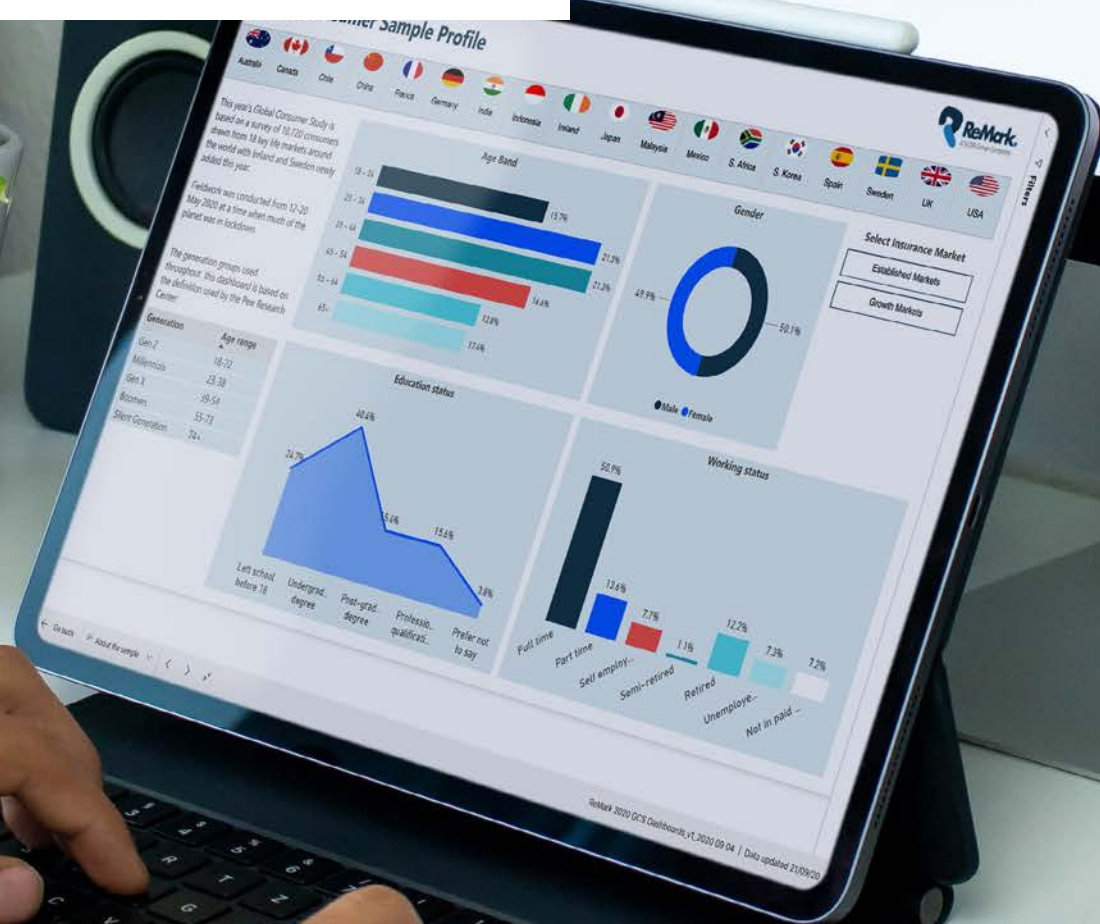 sumer Sample Profile
Australia
Canada
Chile
China
France
Germany
India
Indonesia
Ireland
Japan
Malaysia
Mexico
S. Africa
S. Korea
Spain
Sweden
UK
USA
ReMark.
Filters
This year's Global Consumer Study is
based on a survey of 10,720 consumers
drawn from 18 key life markets around
the world with Ireland and Sweden newly
added this year.
Fieldwork was conducted from 12-20
May 2020 at a time when much of the
planet was in lockdown.
The generation groups used
throughout this dashboard is based on
the definition used by the Pew Research
Center.
Generation Age range
Gen Z 18-22
Millennials 23-38
Gen X 39-54
Boomers 55-73
Silent Generation 74+
Age Band
18 - 24 15.7%
25 - 34 21.3%
35 - 44 21.3%
45 - 54 16.6%
55 - 64 12.8%
65+
Gender
49.9%
50.1%
Male Female
Select Insurance Market
Established Markets
Growth Markets
Education status
24.7%
40.4%
15.6%
3.8%
Left school
before 18
Undergrad.
degree
Post-grad.
degree
Professio..
qualificati..
Prefer not
to say
Working status
50.9%
13.6%
7.7%
1.1%
12.2%
7.3%
7.2%
Full time
Part time
Self employ..
Semi-retired
Retired
Unemploye..
Not in paid ..
Go back
About the sample
ReMark 2020 GCS Dashboards_v1_2020 09 04 | Data updated 21/09/20
R
T
G
C
V